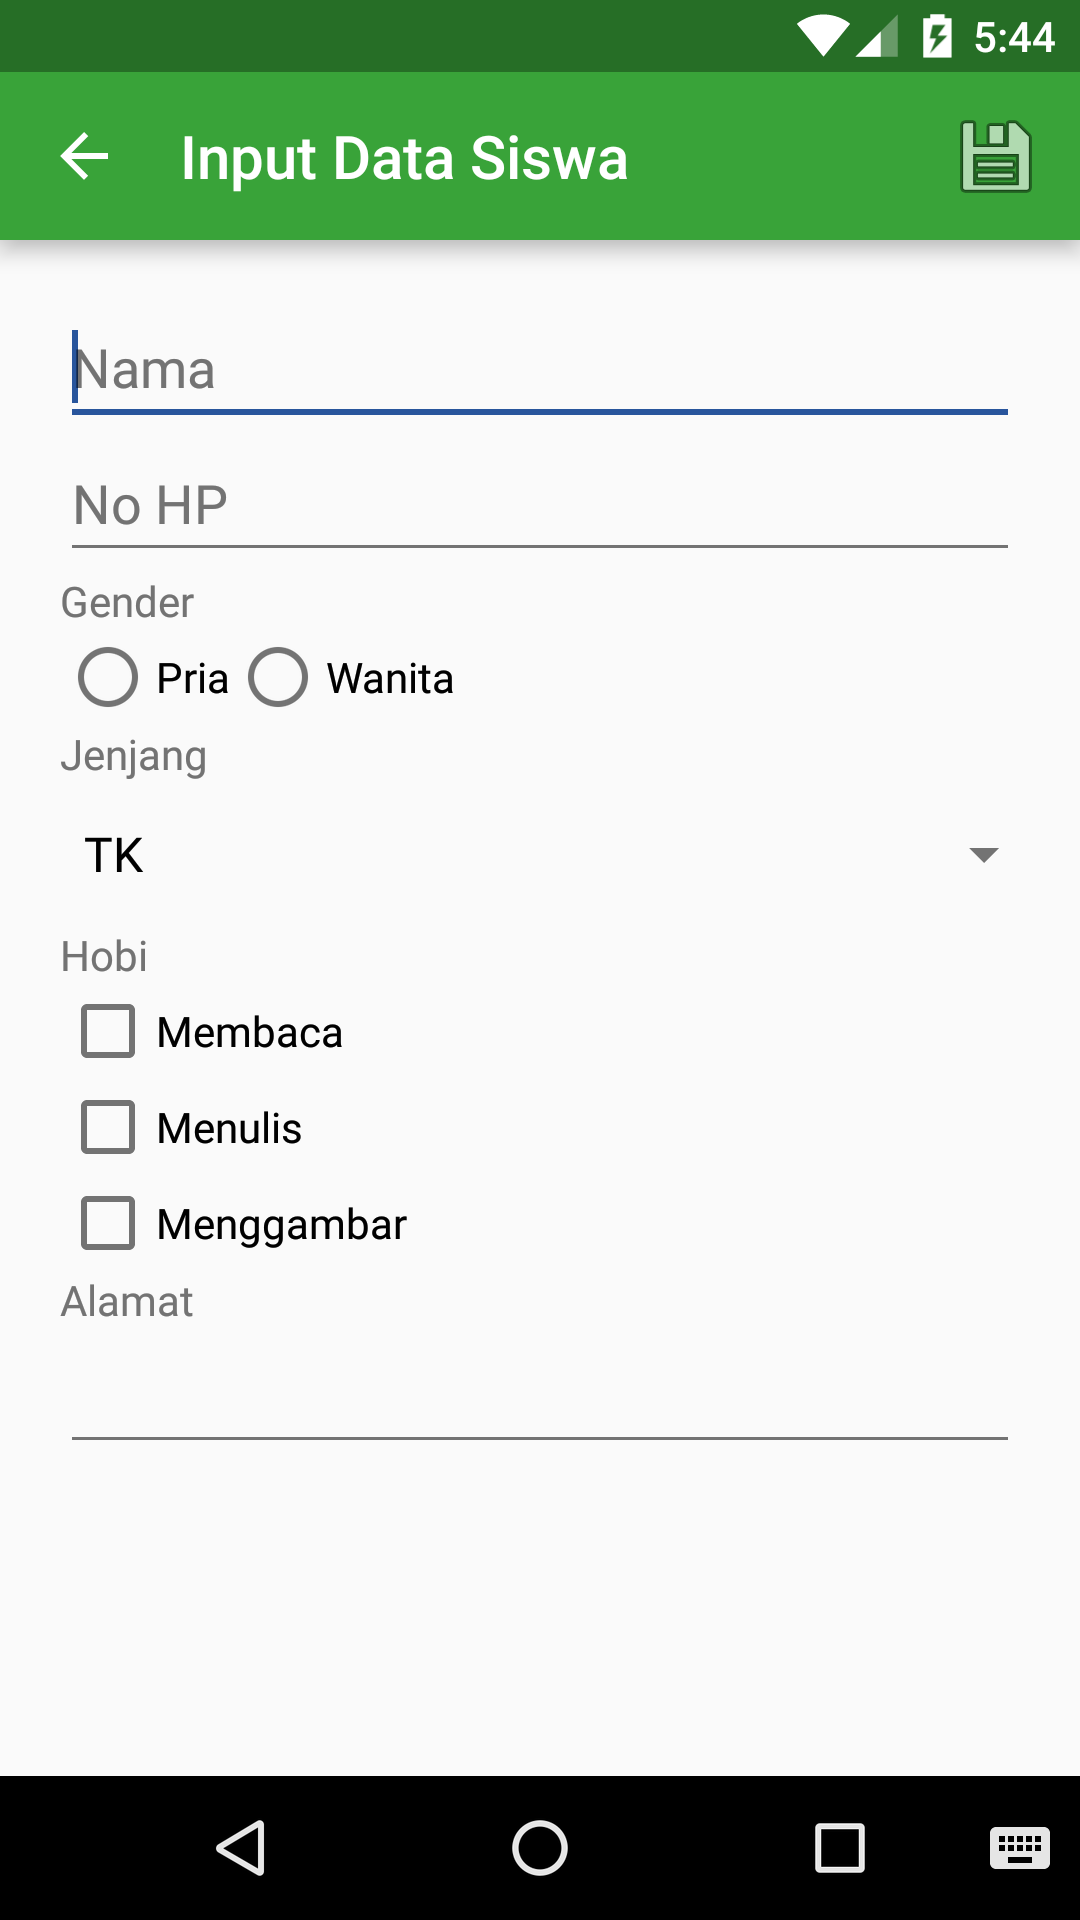 5:44
Input Data Siswa
Nama
No HP
Gender
Pria Wanita
Jenjang
TK
Hobi
Membaca
Menulis
Menggambar
Alamat